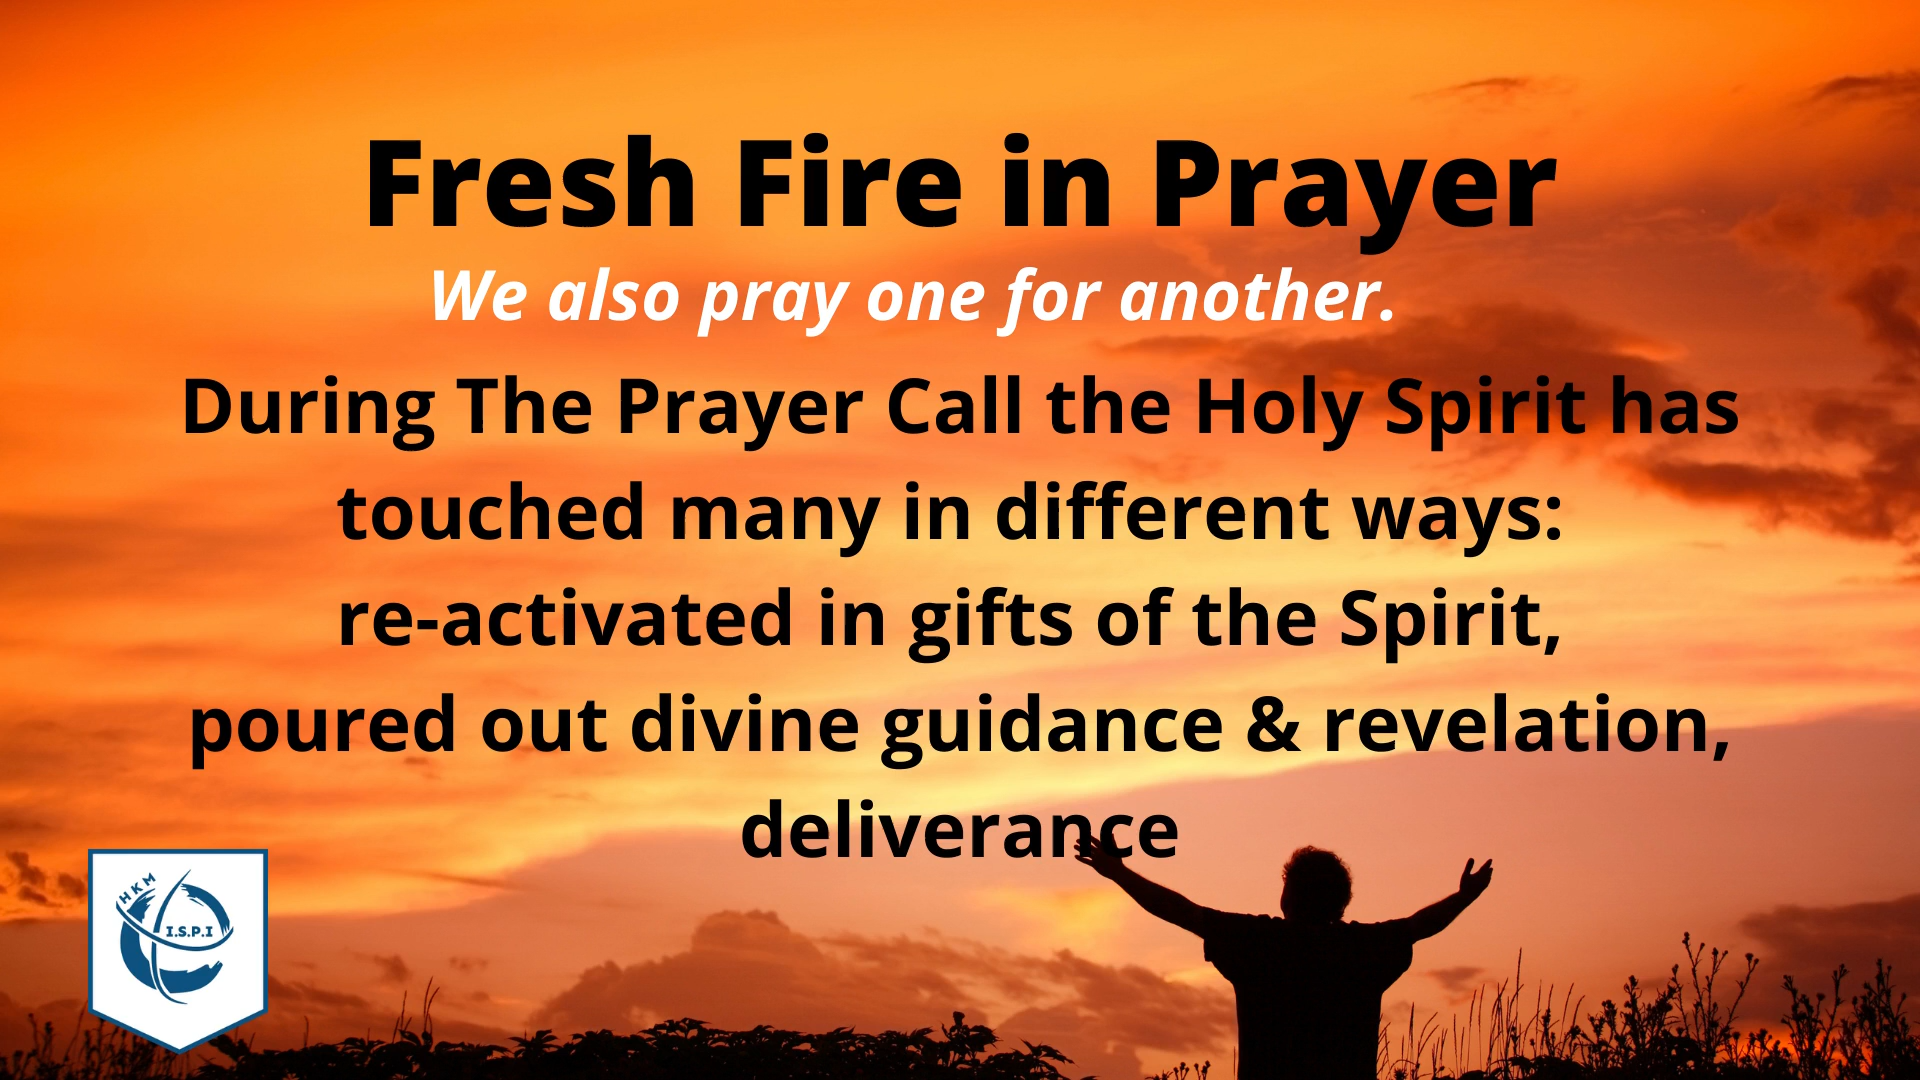 Fresh Fire in Prayer
We also pray one for another.
During The Prayer Call the Holy Spirit has
touched many in different ways:
re-activated in gifts of the Spirit,
poured out divine guidance & revelation,
deliverance
HKM
I.S.P.I